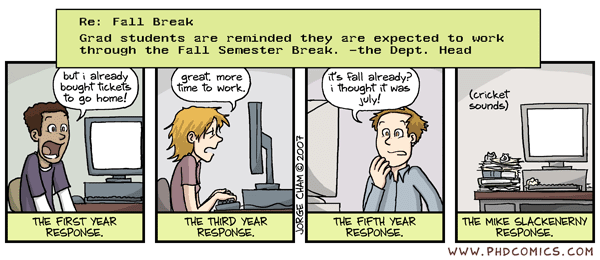 Re: Fall Break
Grad students are reminded they are expected to work
through the Fall Semester Break. -the Dept. Head
but i already
bought tickets
to go home!
great. more
time to work.
it's fall already?
i thought it was
july!
(cricket
sounds)
JORGE CHAM © 2007
THE FIRST YEAR
RESPONSE.
THE THIRD YEAR
RESPONSE.
THE FIFTH YEAR
RESPONSE.
THE MIKE SLACKENERNY
RESPONSE.
WWW.PHDCOMICS.COM